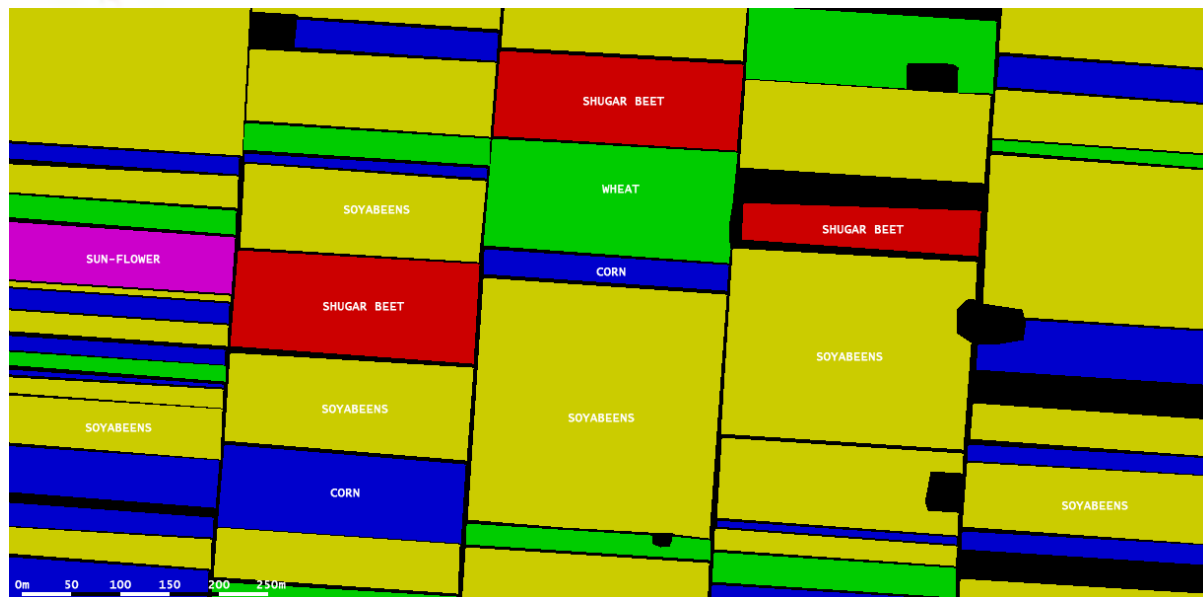 SHUGAR BEET
WHEAT
SOYABEENS
SHUGAR BEET
SUN-FLOWER
CORN
SHUGAR BEET
SOYABEENS
SOYABEENS
SOYABEENS
SOYABEENS
CORN
SOYABEENS
0m 50 100 150 200 250m